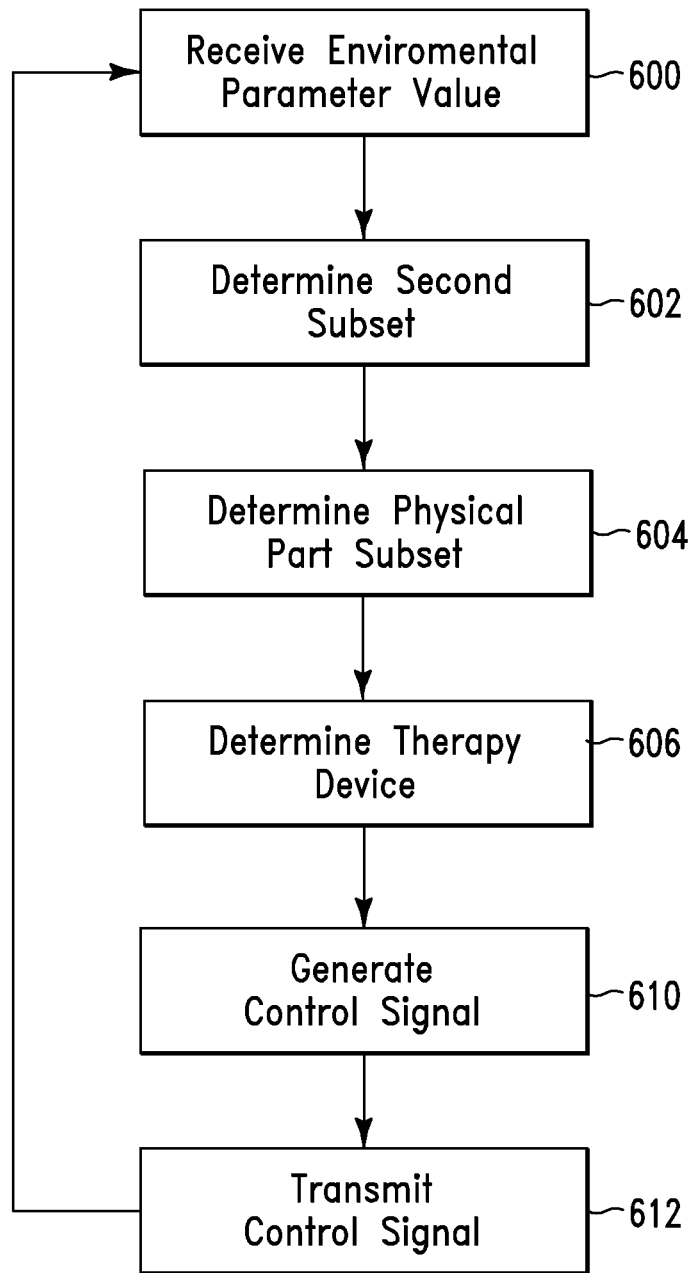 Receive Enviromental
Parameter Value
600
Determine Second
Subset
602
Determine Physical
Part Subset
604
Determine Therapy
Device
606
Generate
Control Signal
610
Transmit
Control Signal
612